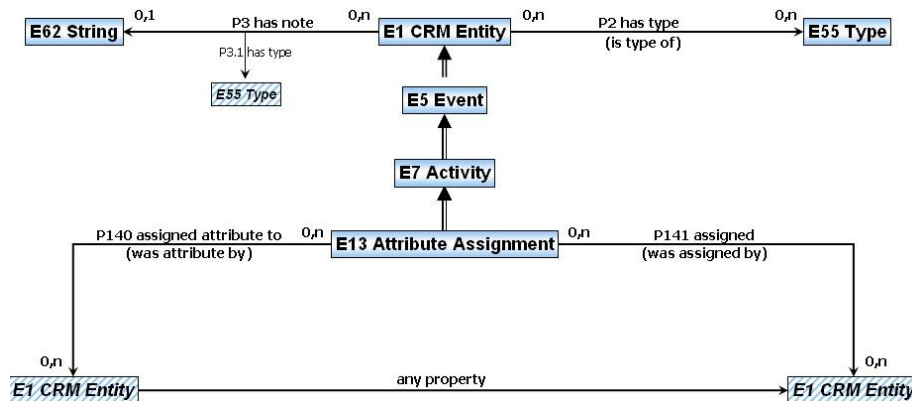 0,1 P3 has note 0,n 0,n P2 has type 0,n
E62 String E1 CRM Entity (is type of) E55 Type
P3.1 has type
E55 Type
E5 Event
E7 Activity
P140 assigned attribute to 0,n 0,n P141 assigned
(was attribute by) E13 Attribute Assignment (was assigned by)
0,n 0,n
E1 CRM Entity any property E1 CRM Entity